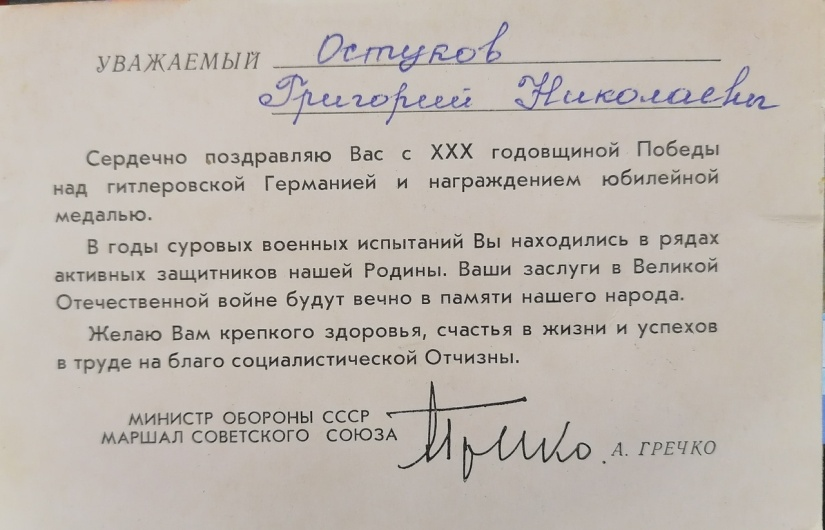 УВАЖАЕМЫЙ Остуков
Григорий Николаевич
Сердечно поздравляю Вас с XXX годовщиной Победы
над гитлеровской Германией и награждением юбилейной
медалью.
В годы суровых военных испытаний Вы находились в рядах
активных защитников нашей Родины. Ваши заслуги в Великой
Отечественной войне будут вечно в памяти нашего народа.
Желаю Вам крепкого здоровья, счастья в жизни и успехов
в труде на благо социалистической Отчизны.
МИНИСТР ОБОРОНЫ СССР
МАРШАЛ СОВЕТСКОГО СОЮЗА Гречко А. ГРЕЧКО